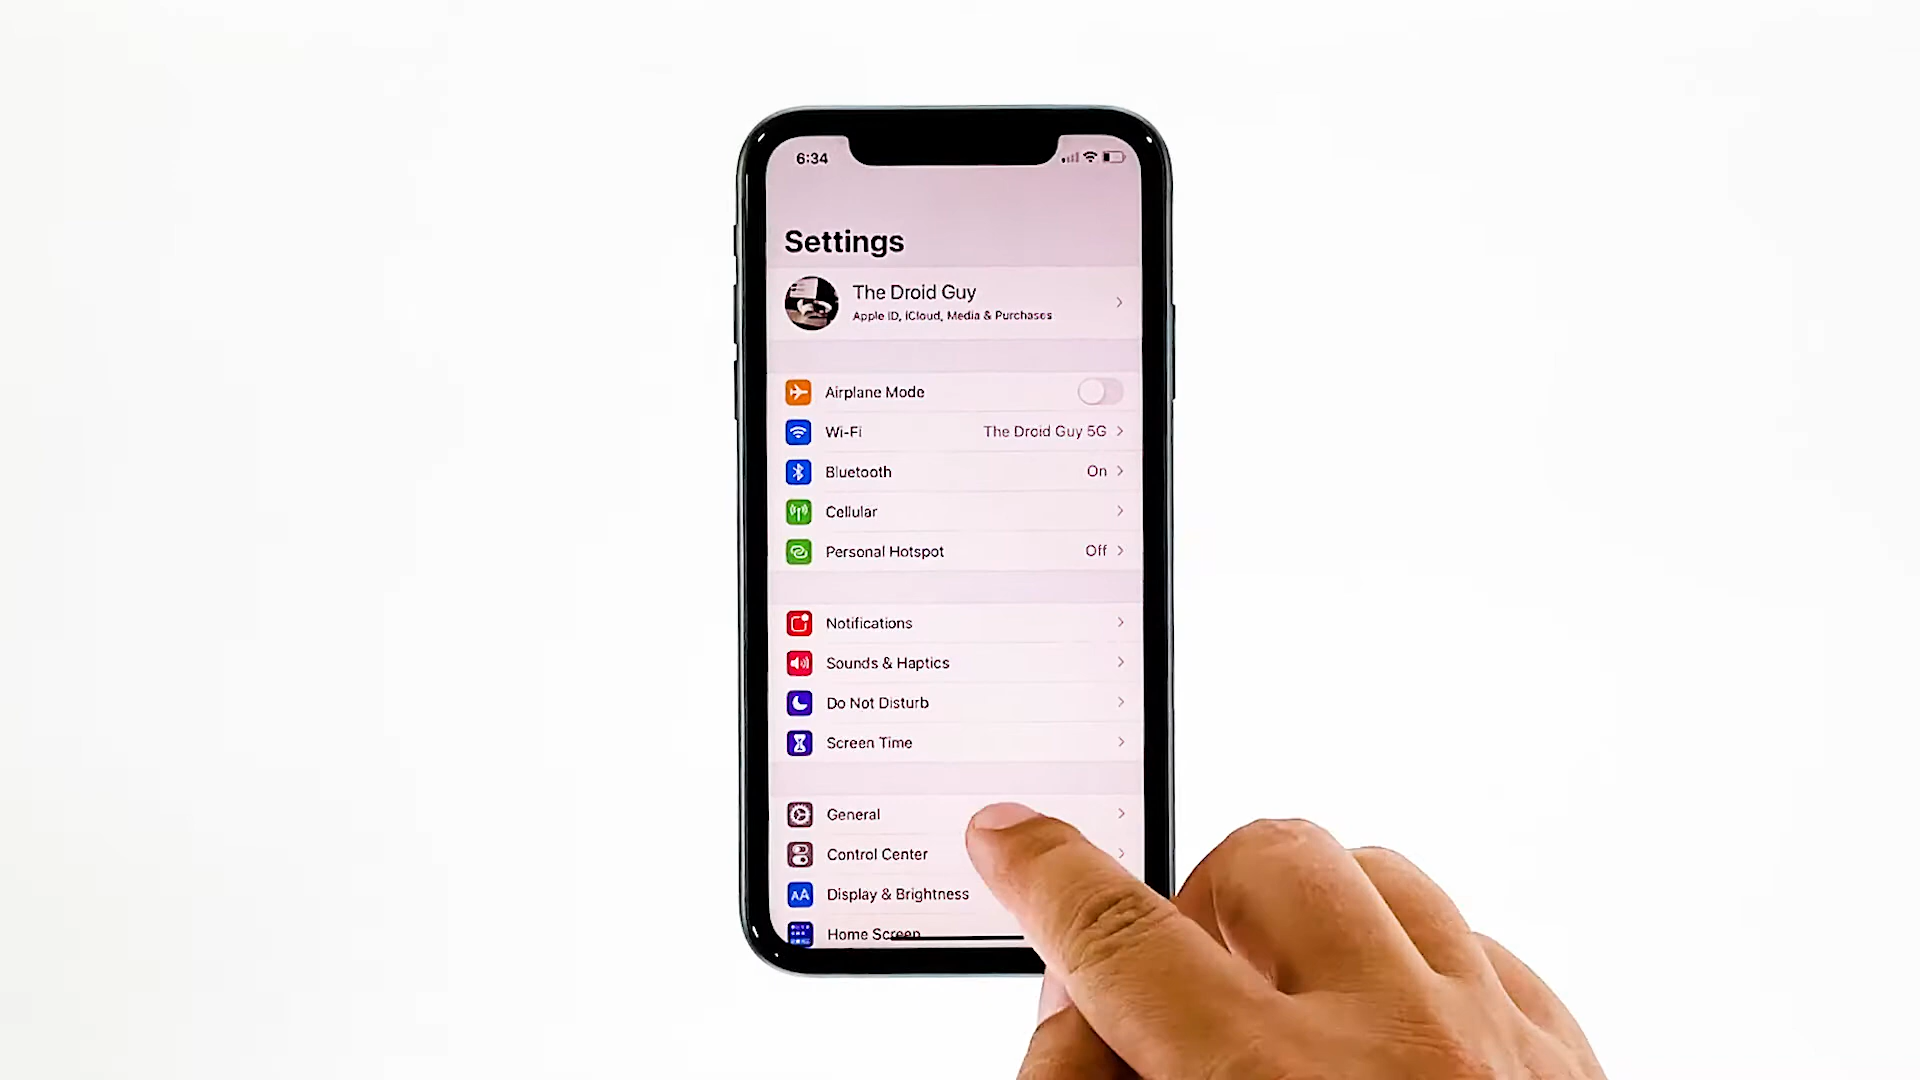 6:34
Settings
The Droid Guy
Apple ID, iCloud, Media & Purchases
Airplane Mode
Wi-Fi The Droid Guy 5G
Bluetooth On
Cellular
Personal Hotspot Off
Notifications
Sounds & Haptics
Do Not Disturb
Screen Time
General
Control Center
AA Display & Brightness
Home Screen